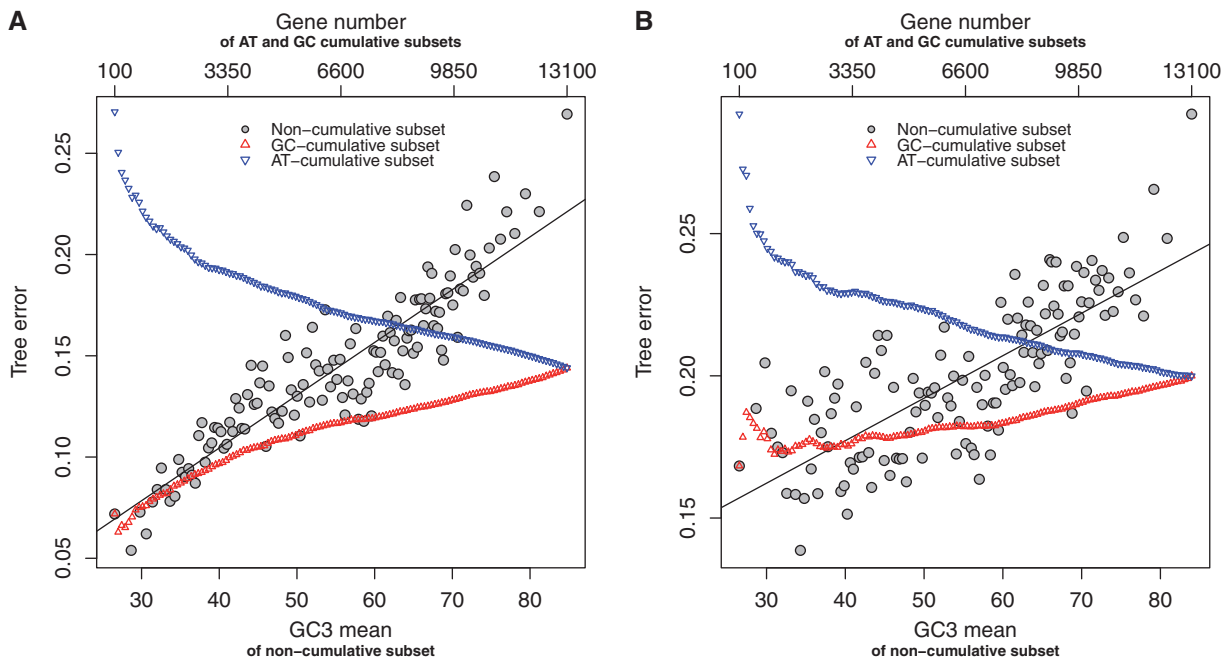 A
Gene number
of AT and GC cumulative subsets
100 3350 6600 9850 13100
Non−cumulative subset
GC−cumulative subset
AT−cumulative subset
Tree error
0.25
0.20
0.15
0.10
0.05
30 40 50 60 70 80
GC3 mean
of non−cumulative subset
B
Gene number
of AT and GC cumulative subsets
100 3350 6600 9850 13100
Non−cumulative subset
GC−cumulative subset
AT−cumulative subset
Tree error
0.25
0.20
0.15
30 40 50 60 70 80
GC3 mean
of non−cumulative subset